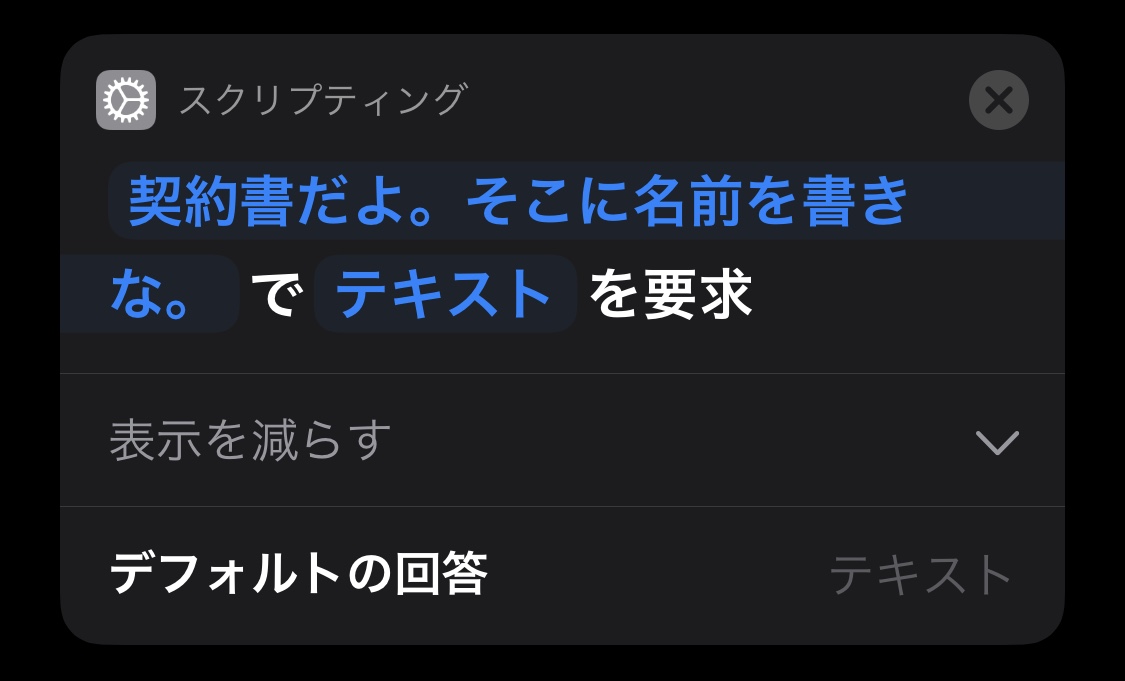 スクリプティング
契約書だよ。そこに名前を書き
な。 で テキスト を要求
表示を減らす
デフォルトの回答 テキスト